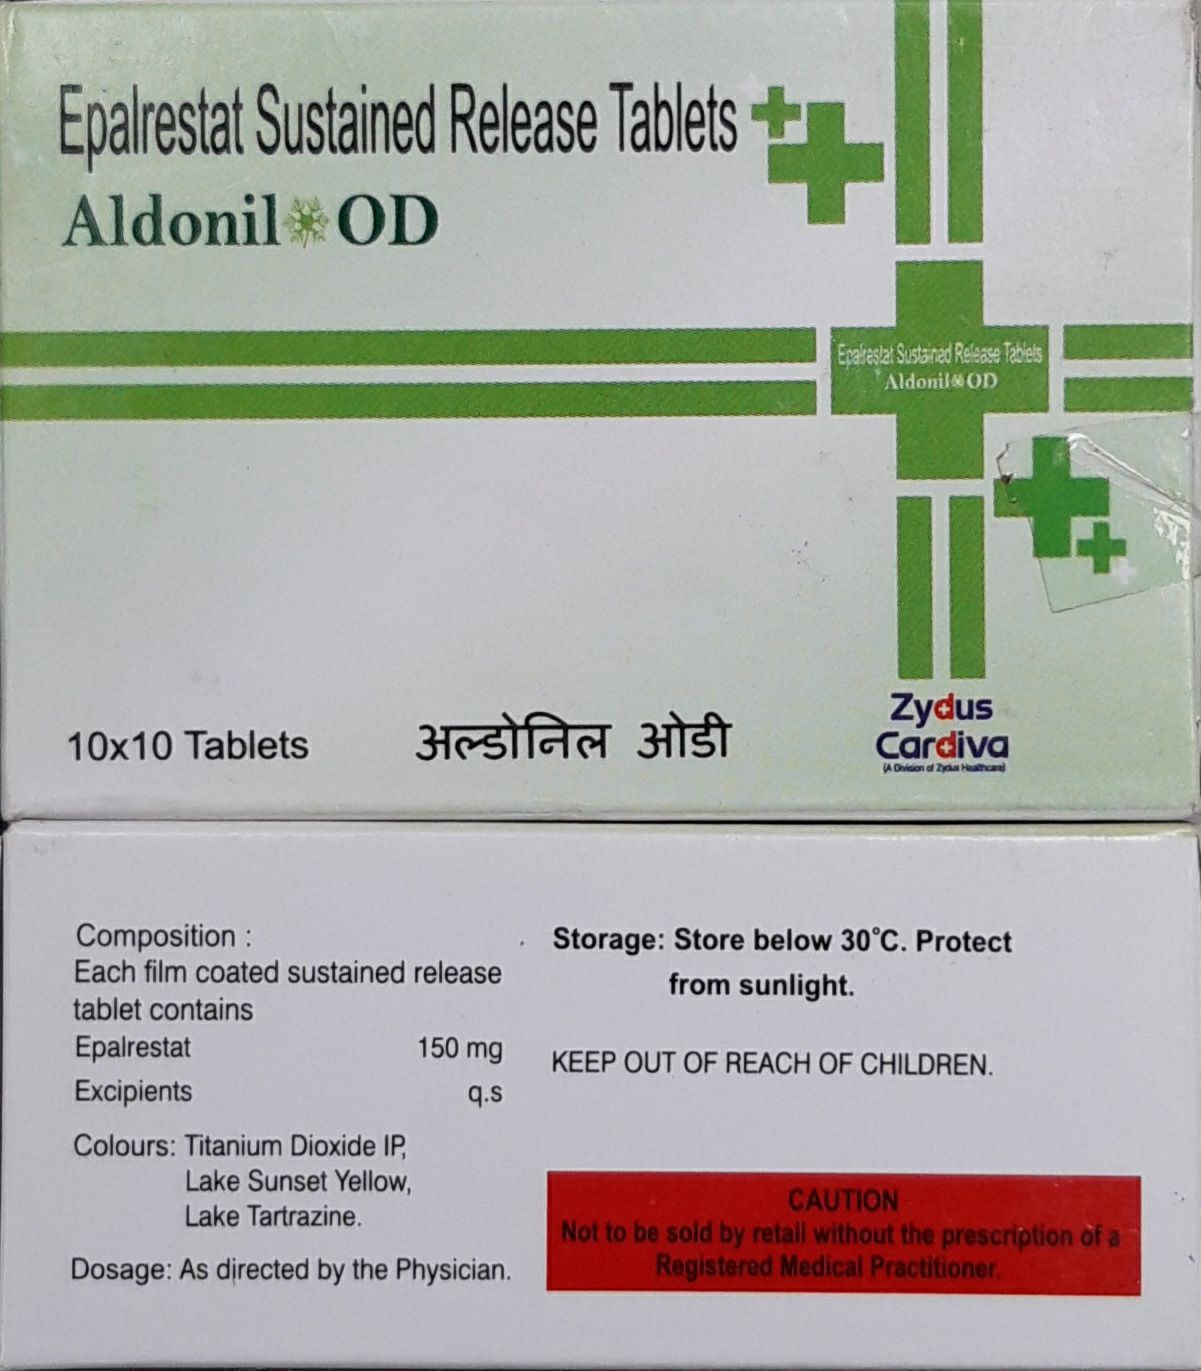 Epalrestat Sustained Release Tablets
Aldonil OD
Epalrestat Sustained Release Tablets
Aldonil OD
10x10 Tablets
अल्डोनिल ओडी
Zydus
Cardiva
(A Division of Zydus Healthcare)
Composition :
Each film coated sustained release
tablet contains
Epalrestat 150 mg
Excipients q.s
Colours: Titanium Dioxide IP,
Lake Sunset Yellow,
Lake Tartrazine.
Dosage: As directed by the Physician.
Storage: Store below 30°C. Protect
from sunlight.
KEEP OUT OF REACH OF CHILDREN.
CAUTION
Not to be sold by retail without the prescription of a
Registered Medical Practitioner.